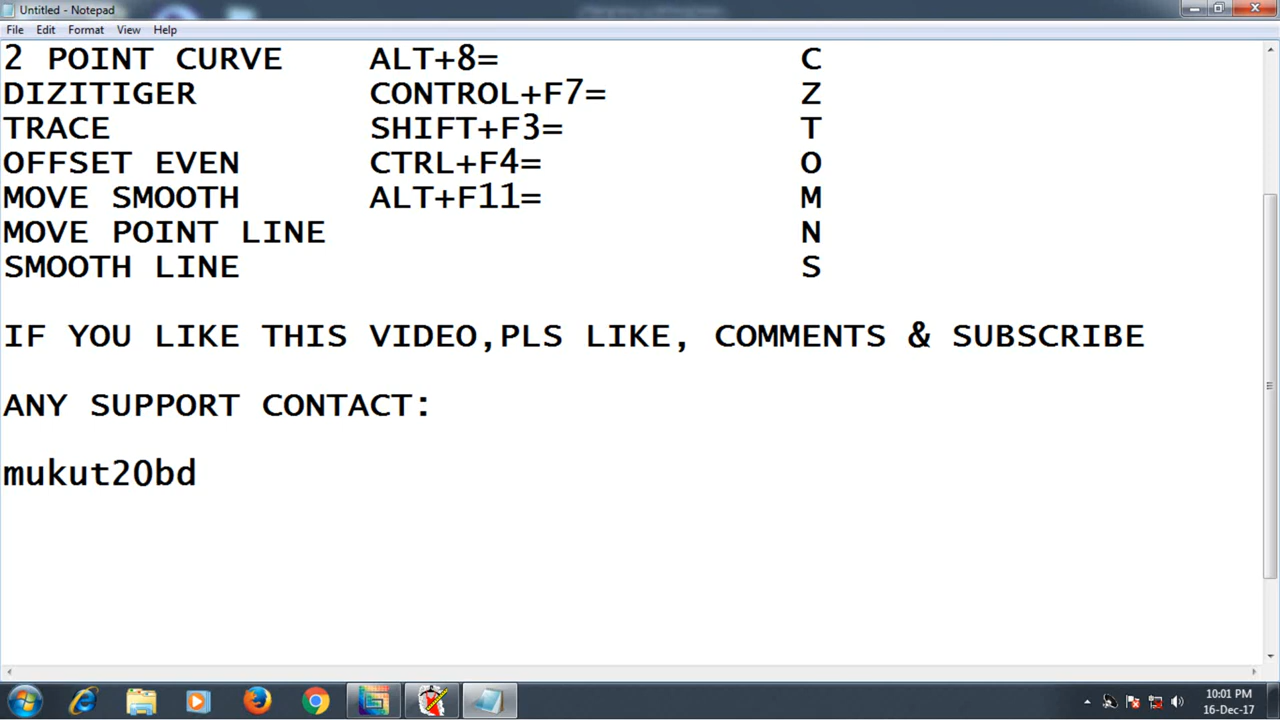 Untitled - Notepad
File Edit Format View Help
2 POINT CURVE ALT+8= C
DIZITIGER CONTROL+F7= Z
TRACE SHIFT+F3= T
OFFSET EVEN CTRL+F4= O
MOVE SMOOTH ALT+F11= M
MOVE POINT LINE N
SMOOTH LINE S
IF YOU LIKE THIS VIDEO,PLS LIKE, COMMENTS & SUBSCRIBE
ANY SUPPORT CONTACT:
mukut20bd
10:01 PM
16-Dec-17